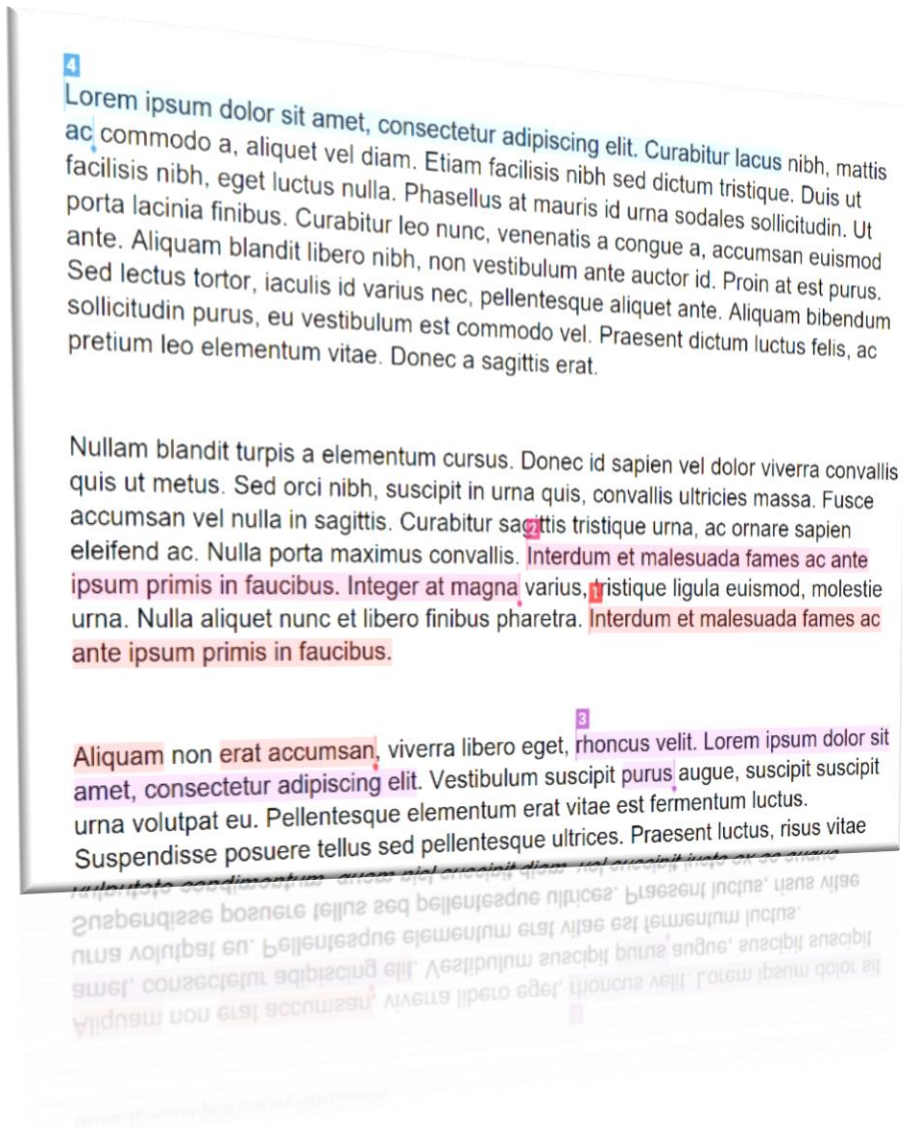 4
Lorem ipsum dolor sit amet, consectetur adipiscing elit. Curabitur lacus nibh, mattis
ac commodo a, aliquet vel diam. Etiam facilisis nibh sed dictum tristique. Duis ut
facilisis nibh, eget luctus nulla. Phasellus at mauris id urna sodales sollicitudin. Ut
porta lacinia finibus. Curabitur leo nunc, venenatis a congue a, accumsan euismod
ante. Aliquam blandit libero nibh, non vestibulum ante auctor id. Proin at est purus.
Sed lectus tortor, iaculis id varius nec, pellentesque aliquet ante. Aliquam bibendum
sollicitudin purus, eu vestibulum est commodo vel. Praesent dictum luctus felis, ac
pretium leo elementum vitae. Donec a sagittis erat.
Nullam blandit turpis a elementum cursus. Donec id sapien vel dolor viverra convallis
quis ut metus. Sed orci nibh, suscipit in urna quis, convallis ultricies massa. Fusce
accumsan vel nulla in sagittis. Curabitur sagittis tristique urna, ac ornare sapien
2
eleifend ac. Nulla porta maximus convallis. Interdum et malesuada fames ac ante
ipsum primis in faucibus. Integer at magna varius, tristique ligula euismod, molestie
1
urna. Nulla aliquet nunc et libero finibus pharetra. Interdum et malesuada fames ac
ante ipsum primis in faucibus.
3
Aliquam non erat accumsan, viverra libero eget, rhoncus velit. Lorem ipsum dolor sit
amet, consectetur adipiscing elit. Vestibulum suscipit purus augue, suscipit suscipit
urna volutpat eu. Pellentesque elementum erat vitae est fermentum luctus.
Suspendisse posuere tellus sed pellentesque ultrices. Praesent luctus, risus vitae